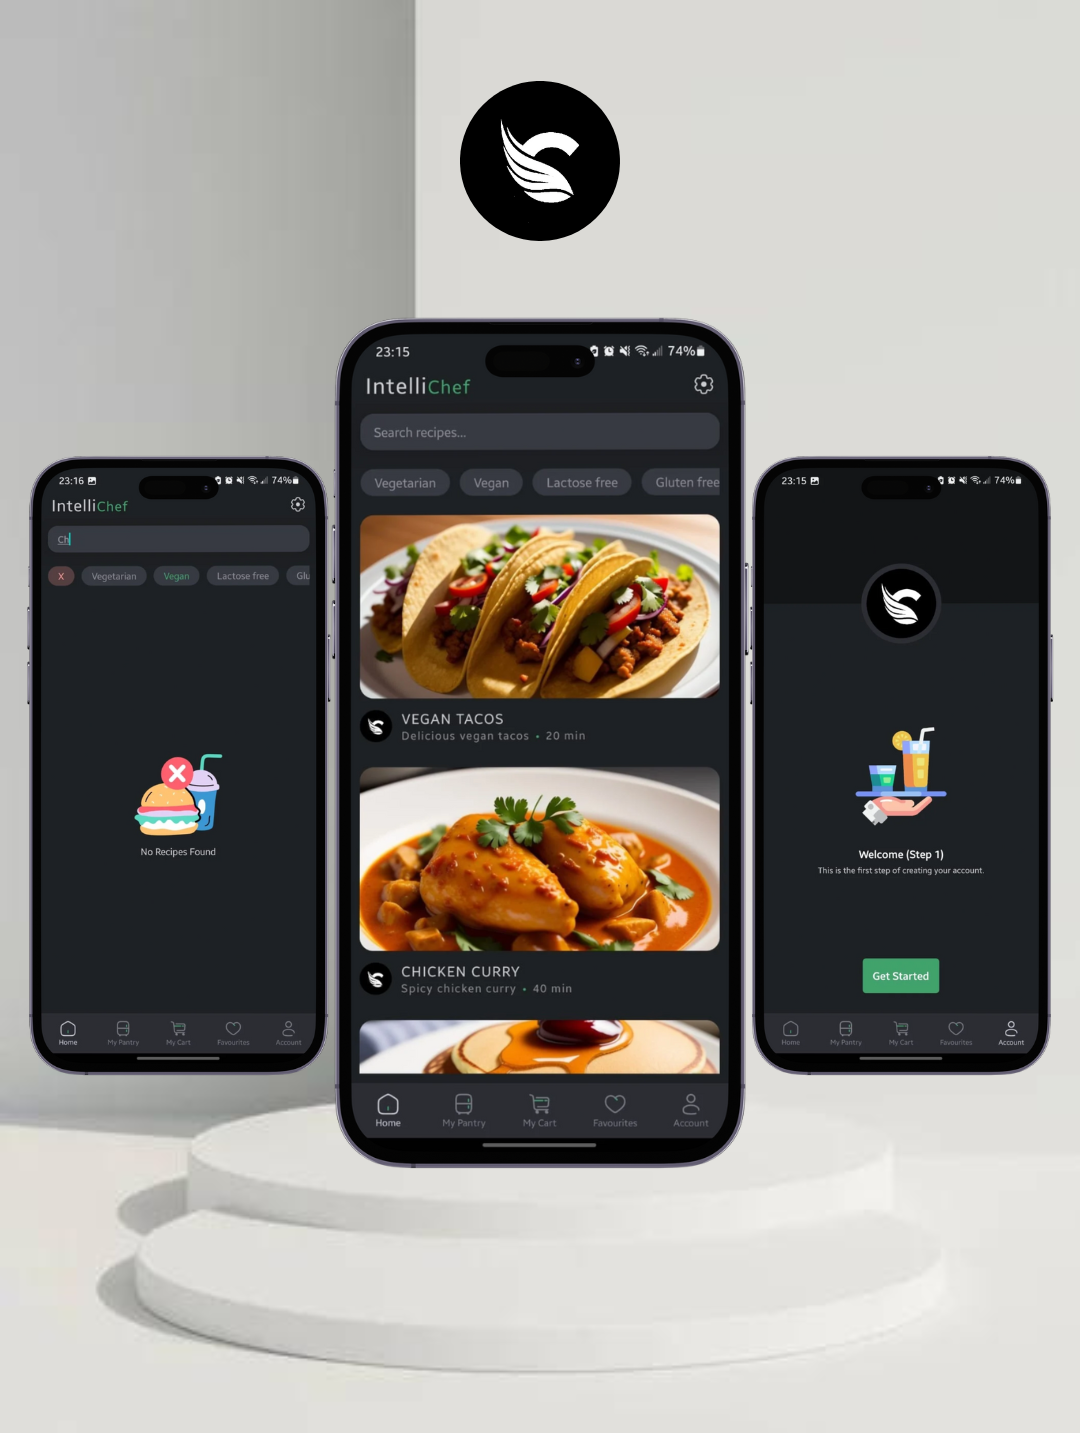 23:15
74%
IntelliChef
Search recipes...
Vegetarian
Vegan
Lactose free
Gluten free
VEGAN TACOS
Delicious vegan tacos • 20 min
CHICKEN CURRY
Spicy chicken curry • 40 min
Home
My Pantry
My Cart
Favourites
Account
23:16
74%
IntelliChef
Ch
X
Vegetarian
Vegan
Lactose free
Glu
No Recipes Found
Home
My Pantry
My Cart
Favourites
Account
23:15
74%
Welcome (Step 1)
This is the first step of creating your account.
Get Started
Home
My Pantry
My Cart
Favourites
Account